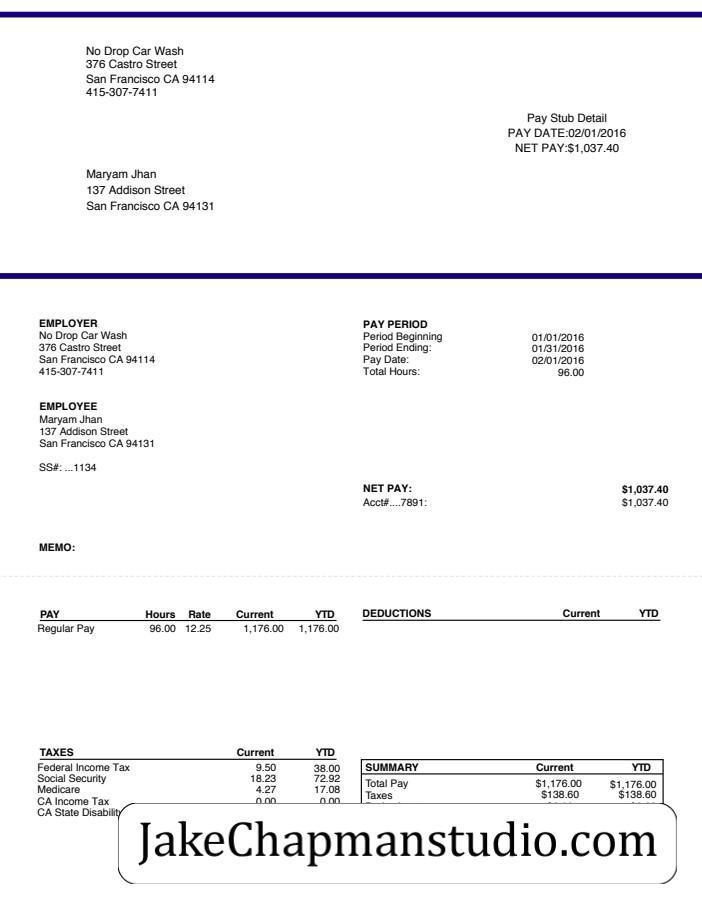 No Drop Car Wash
376 Castro Street
San Francisco CA 94114
415-307-7411
Pay Stub Detail
PAY DATE:02/01/2016
NET PAY:$1,037.40
Maryam Jhan
137 Addison Street
San Francisco CA 94131
EMPLOYER
No Drop Car Wash
376 Castro Street
San Francisco CA 94114
415-307-7411
PAY PERIOD
Period Beginning 01/01/2016
Period Ending: 01/31/2016
Pay Date: 02/01/2016
Total Hours: 96.00
EMPLOYEE
Maryam Jhan
137 Addison Street
San Francisco CA 94131
SS#: ...1134
NET PAY: $1,037.40
Acct#....7891: $1,037.40
MEMO:
PAY Hours Rate Current YTD
Regular Pay 96.00 12.25 1,176.00 1,176.00
DEDUCTIONS Current YTD
TAXES Current YTD
Federal Income Tax 9.50 38.00
Social Security 18.23 72.92
Medicare 4.27 17.08
CA Income Tax 0.00 0.00
CA State Disability
SUMMARY Current YTD
Total Pay $1,176.00 $1,176.00
Taxes $138.60 $138.60
JakeChapmanstudio.com